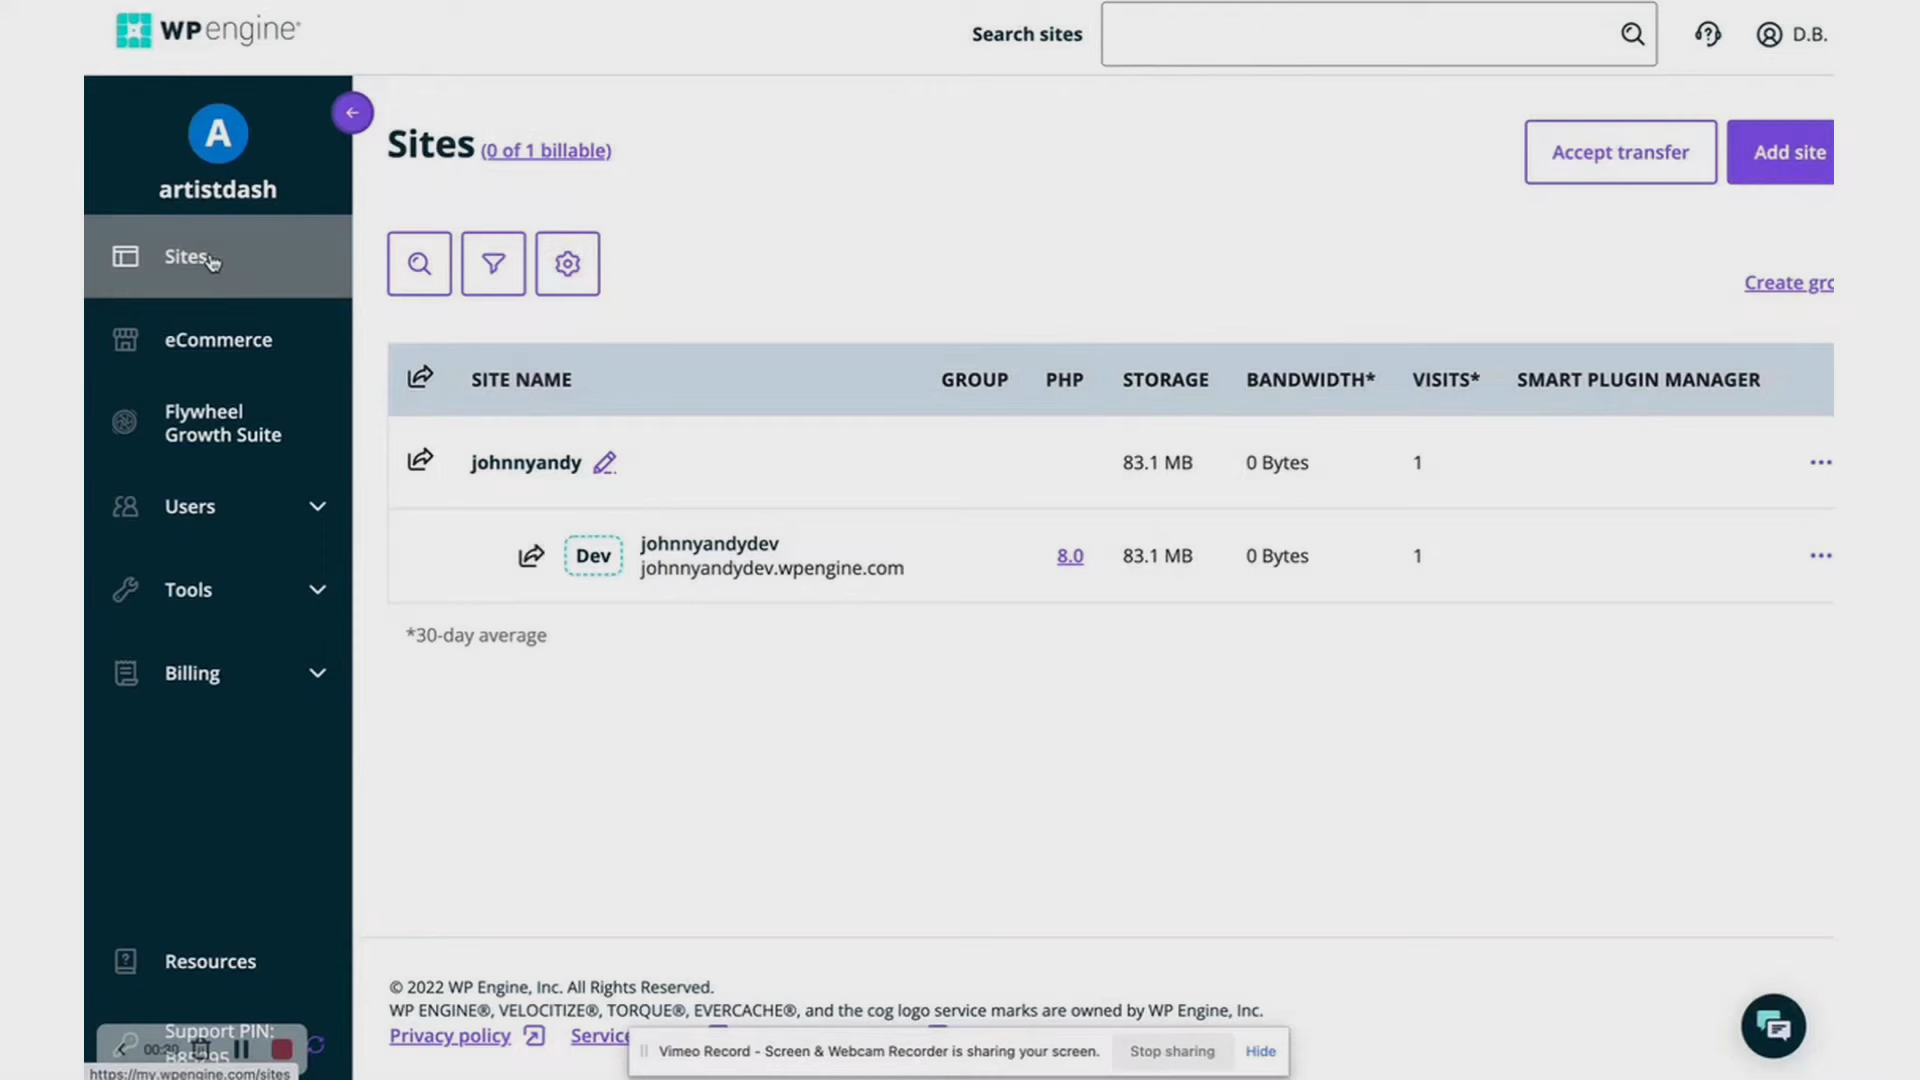 WP engine®
Search sites
D.B.
A
artistdash
Sites
eCommerce
Flywheel
Growth Suite
Users
Tools
Billing
Resources
Support PIN:
Sites (0 of 1 billable)
Accept transfer
Add site
Create gro
SITE NAME GROUP PHP STORAGE BANDWIDTH* VISITS* SMART PLUGIN MANAGER
johnnyandy 83.1 MB 0 Bytes 1
Dev johnnyandydev 8.0 83.1 MB 0 Bytes 1
johnnyandydev.wpengine.com
*30-day average
© 2022 WP Engine, Inc. All Rights Reserved.
WP ENGINE®, VELOCITIZE®, TORQUE®, EVERCACHE®, and the cog logo service marks are owned by WP Engine, Inc.
Privacy policy Service
Vimeo Record - Screen & Webcam Recorder is sharing your screen. Stop sharing Hide
https://my.wpengine.com/sites